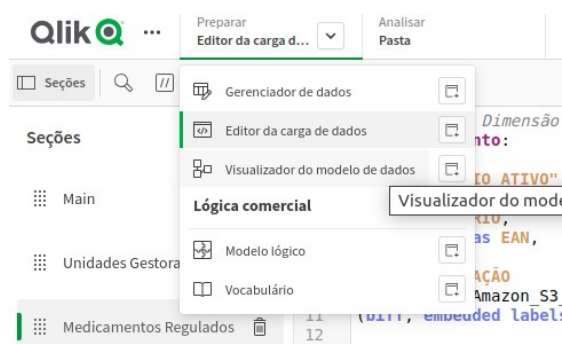 Qlik
Preparar
Editor da carga d...
Analisar
Pasta
Seções
Gerenciador de dados
Editor da carga de dados
Visualizador do modelo de dados
Lógica comercial
Modelo lógico
Vocabulário
Seções
Main
Unidades Gestora
Medicamentos Regulados
Dimensão
nto:
IO ATIVO"
Visualizador do mode
RIO,
as EAN,
AÇÃO
Amazon_S3_
11
(biff, embedded labels
12